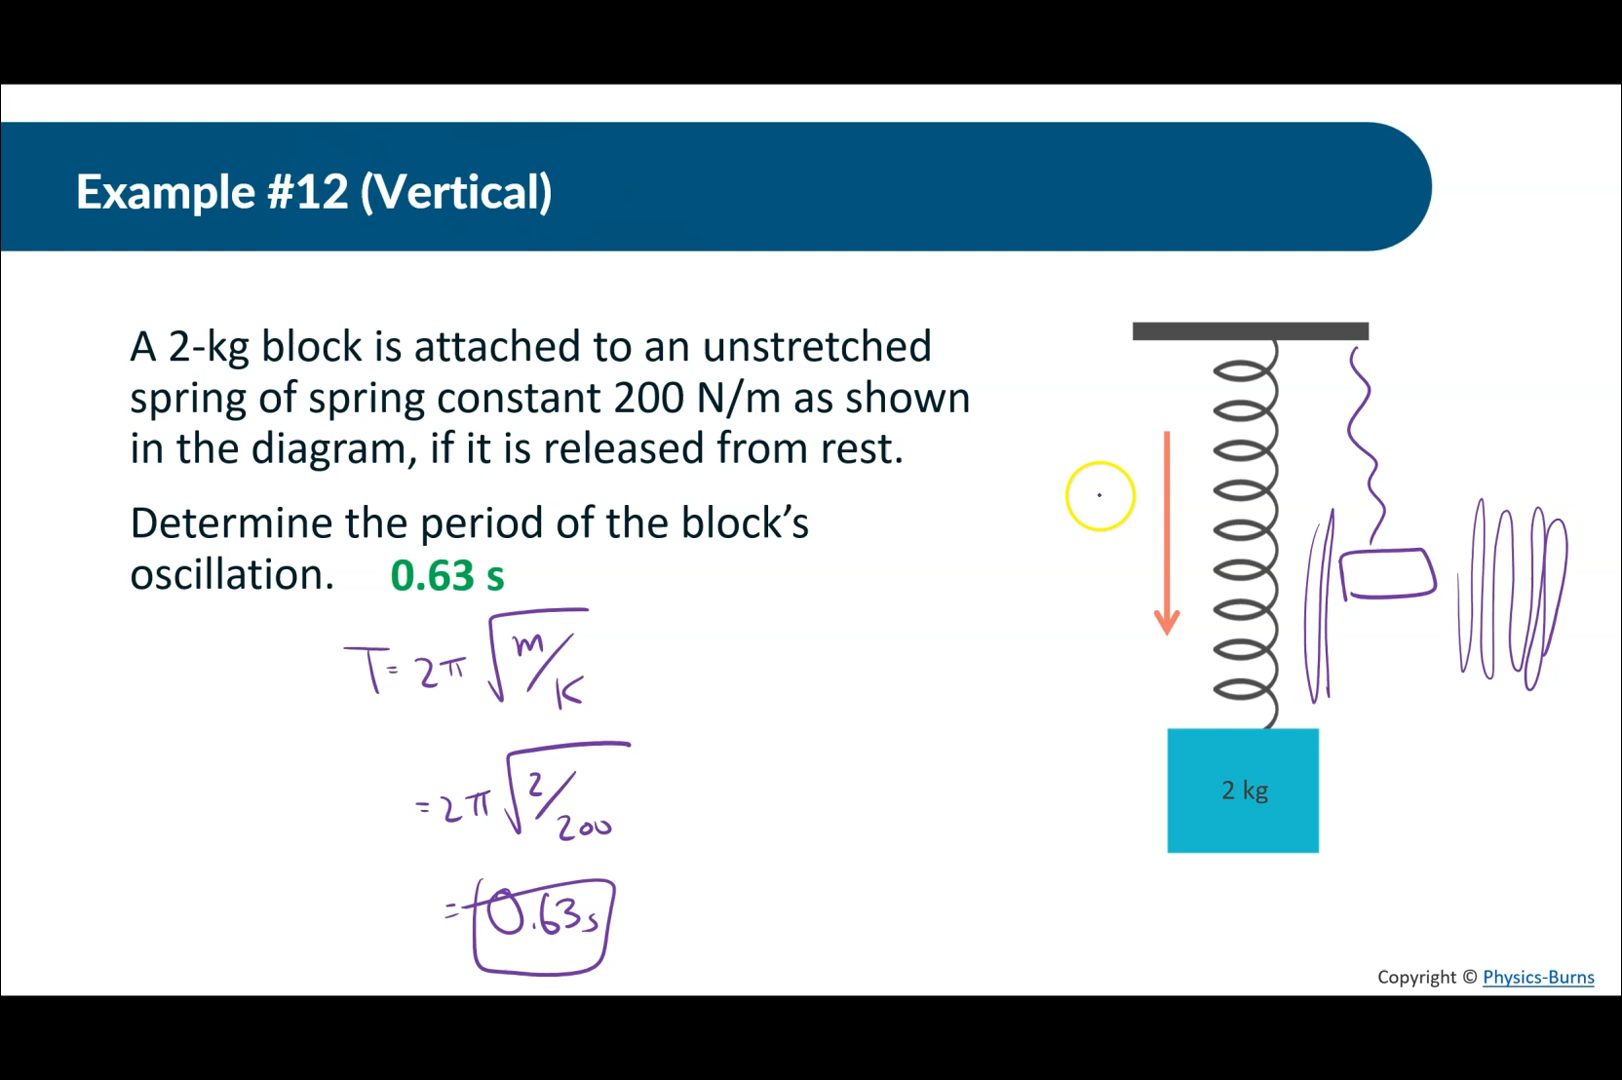 Example #12 (Vertical)
A 2-kg block is attached to an unstretched
spring of spring constant 200 N/m as shown
in the diagram, if it is released from rest.
Determine the period of the block's
oscillation. 0.63 s
T = 2π √m/K
= 2π √2/200
= 0.63s
2 kg
Copyright © Physics-Burns